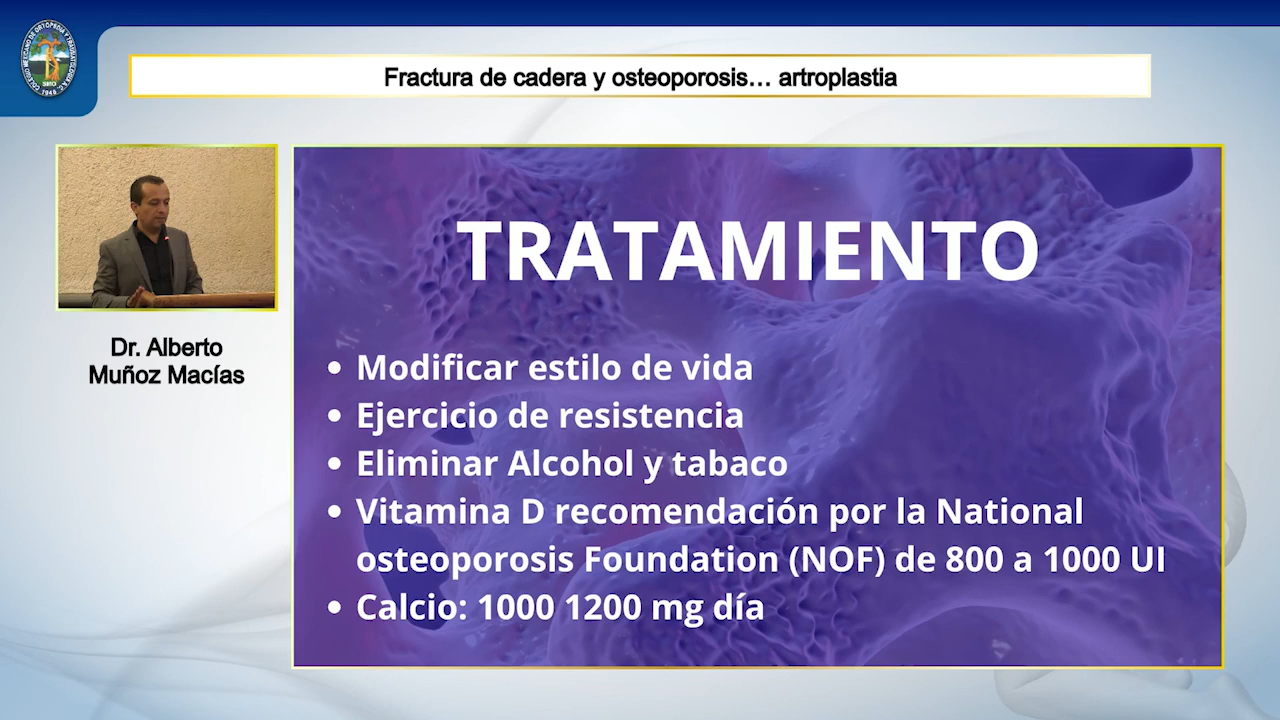 Fractura de cadera y osteoporosis... artroplastia
Dr. Alberto
Muñoz Macías
TRATAMIENTO
• Modificar estilo de vida
• Ejercicio de resistencia
• Eliminar Alcohol y tabaco
• Vitamina D recomendación por la National
osteoporosis Foundation (NOF) de 800 a 1000 UI
• Calcio: 1000 1200 mg día